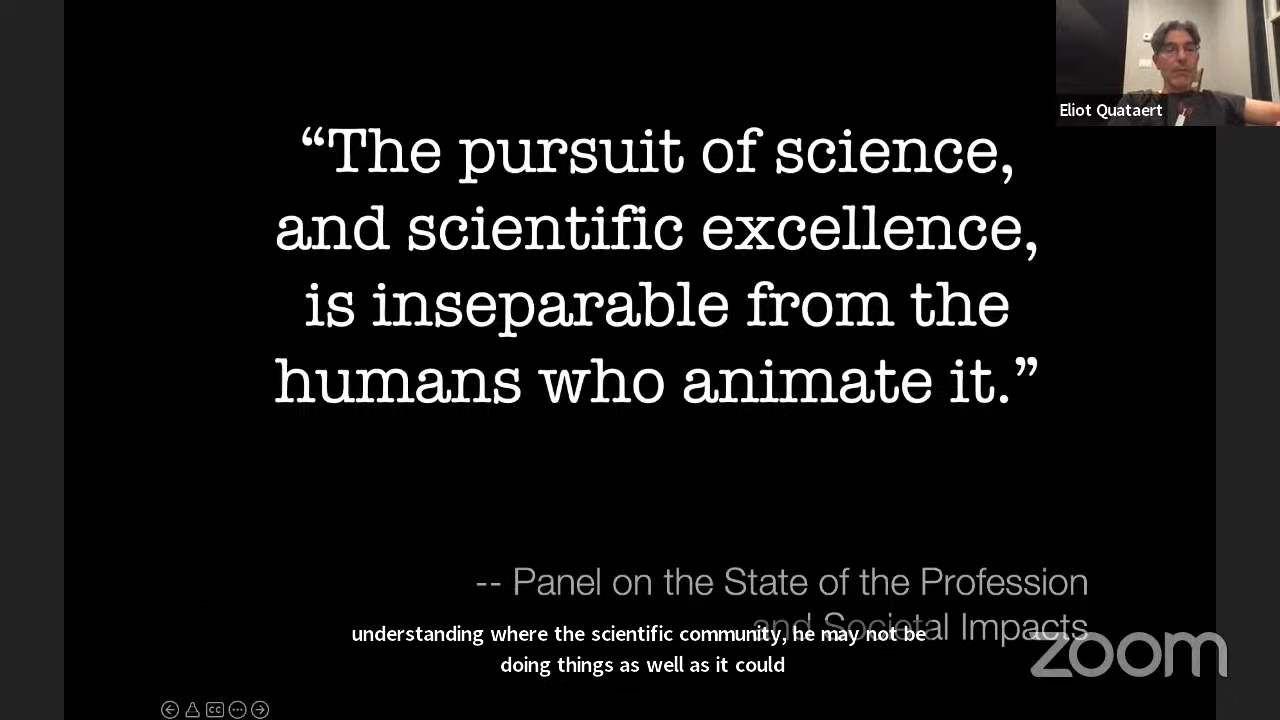 Eliot Quataert
“The pursuit of science,
and scientific excellence,
is inseparable from the
humans who animate it.”
-- Panel on the State of the Profession
and Societal Impacts
understanding where the scientific community, he may not be
doing things as well as it could
zoom
CC